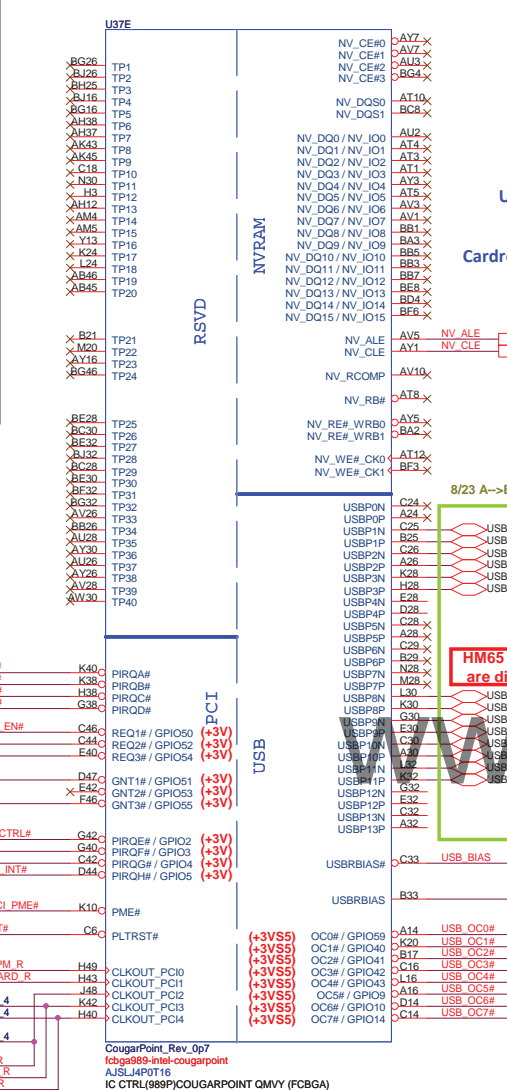 U37E
BG26 TP1
BJ26 TP2
BH25 TP3
BJ16 TP4
BG16 TP5
AH38 TP6
AH37 TP7
AK43 TP8
AK45 TP9
C18 TP10
N30 TP11
H3 TP12
AH12 TP13
AM4 TP14
AM5 TP15
Y13 TP16
K24 TP17
L24 TP18
AB46 TP19
AB45 TP20
B21 TP21
M20 TP22
AY16 TP23
BG46 TP24
BE28 TP25
BC30 TP26
BE32 TP27
BJ32 TP28
BC28 TP29
BE30 TP30
BF32 TP31
BG32 TP32
AV26 TP33
BB26 TP34
AU28 TP35
AY30 TP36
AU26 TP37
AY26 TP38
AV28 TP39
AW30 TP40
RSVD
NVRAM
NV_CE#0 AY7
NV_CE#1 AV7
NV_CE#2 AU3
NV_CE#3 BG4
NV_DQS0 AT10
NV_DQS1 BC8
NV_DQ0 / NV_IO0 AU2
NV_DQ1 / NV_IO1 AT4
NV_DQ2 / NV_IO2 AT3
NV_DQ3 / NV_IO3 AT1
NV_DQ4 / NV_IO4 AY3
NV_DQ5 / NV_IO5 AT5
NV_DQ6 / NV_IO6 AV3
NV_DQ7 / NV_IO7 AV1
NV_DQ8 / NV_IO8 BB1
NV_DQ9 / NV_IO9 BA3
NV_DQ10 / NV_IO10 BB5
NV_DQ11 / NV_IO11 BB3
NV_DQ12 / NV_IO12 BB7
NV_DQ13 / NV_IO13 BE8
NV_DQ14 / NV_IO14 BD4
NV_DQ15 / NV_IO15 BF6
NV_ALE AV5 NV_ALE
NV_CLE AY1 NV_CLE
NV_RCOMP AV10
NV_RB# AT8
NV_RE#_WRB0 AY5
NV_RE#_WRB1 BA2
NV_WE#_CK0 AT12
NV_WE#_CK1 BF3
U
Cardr
8/23 A-->
USBP0N C24
USBP0P A24
USBP1N C25 USB
USBP1P B25 USB
USBP2N C26 USB
USBP2P A26 USB
USBP3N K28 USB
USBP3P H28 USB
USBP4N E28
USBP4P D28
USBP5N C28
USBP5P A28
USBP6N C29
USBP6P B29
USBP7N N28
USBP7P M28
USBP8N L30 USB
USBP8P K30 USB
USBP9N G30 USB
USBP9P E30 USB
USBP10N C30 USB
USBP10P A30 USB
USBP11N L32 USB
USBP11P K32 USB
USBP12N G32
USBP12P E32
USBP13N C32
USBP13P A32
HM65
are di
USBRBIAS# C33 USB_BIAS
USBRBIAS B33
PCI
USB
K40 PIRQA#
K38 PIRQB#
H38 PIRQC#
G38 PIRQD#
EN# C46 REQ1# / GPIO50 (+3V)
C44 REQ2# / GPIO52 (+3V)
E40 REQ3# / GPIO54 (+3V)
D47 GNT1# / GPIO51 (+3V)
E42 GNT2# / GPIO53 (+3V)
F46 GNT3# / GPIO55 (+3V)
CTRL# G42 PIRQE# / GPIO2 (+3V)
G40 PIRQF# / GPIO3 (+3V)
C42 PIRQG# / GPIO4 (+3V)
INT# D44 PIRQH# / GPIO5 (+3V)
CI_PME# K10 PME#
T# C6 PLTRST#
PM_R H49 CLKOUT_PCI0
ARD_R H43 CLKOUT_PCI1
J48 CLKOUT_PCI2
_4 K42 CLKOUT_PCI3
H40 CLKOUT_PCI4
_4
_4
R
_R
R
(+3VS5) OC0# / GPIO59 A14 USB_OC0#
(+3VS5) OC1# / GPIO40 K20 USB_OC1#
(+3VS5) OC2# / GPIO41 B17 USB_OC2#
(+3VS5) OC3# / GPIO42 C16 USB_OC3#
(+3VS5) OC4# / GPIO43 L16 USB_OC4#
(+3VS5) OC5# / GPIO9 A16 USB_OC5#
(+3VS5) OC6# / GPIO10 D14 USB_OC6#
(+3VS5) OC7# / GPIO14 C14 USB_OC7#
CougarPoint_Rev_0p7
fcbga989-intel-cougarpoint
AJSLJ4P0T16
IC CTRL(989P)COUGARPOINT QMVY (FCBGA)